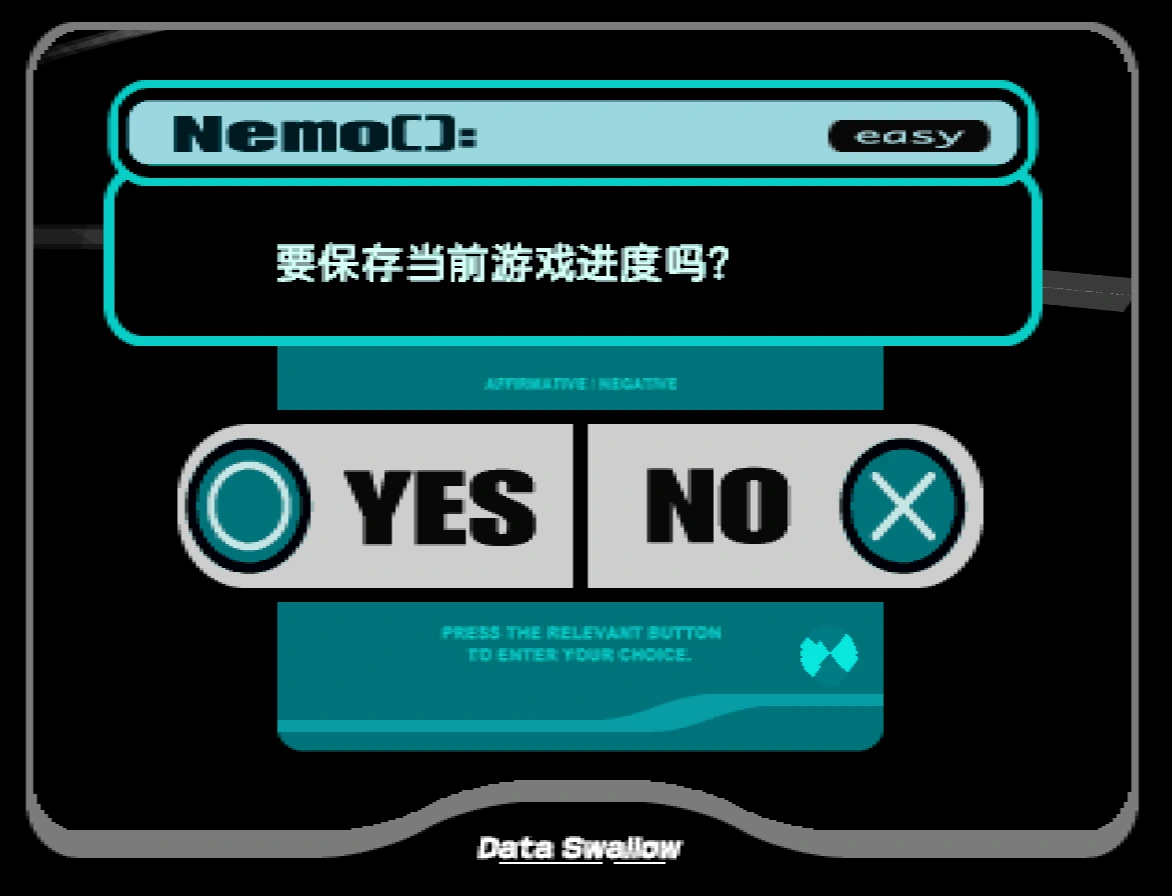 Nemo[]:
easy
要保存当前游戏进度吗?
AFFIRMATIVE : NEGATIVE
YES
NO
PRESS THE RELEVANT BUTTON
TO ENTER YOUR CHOICE.
Data Swallow